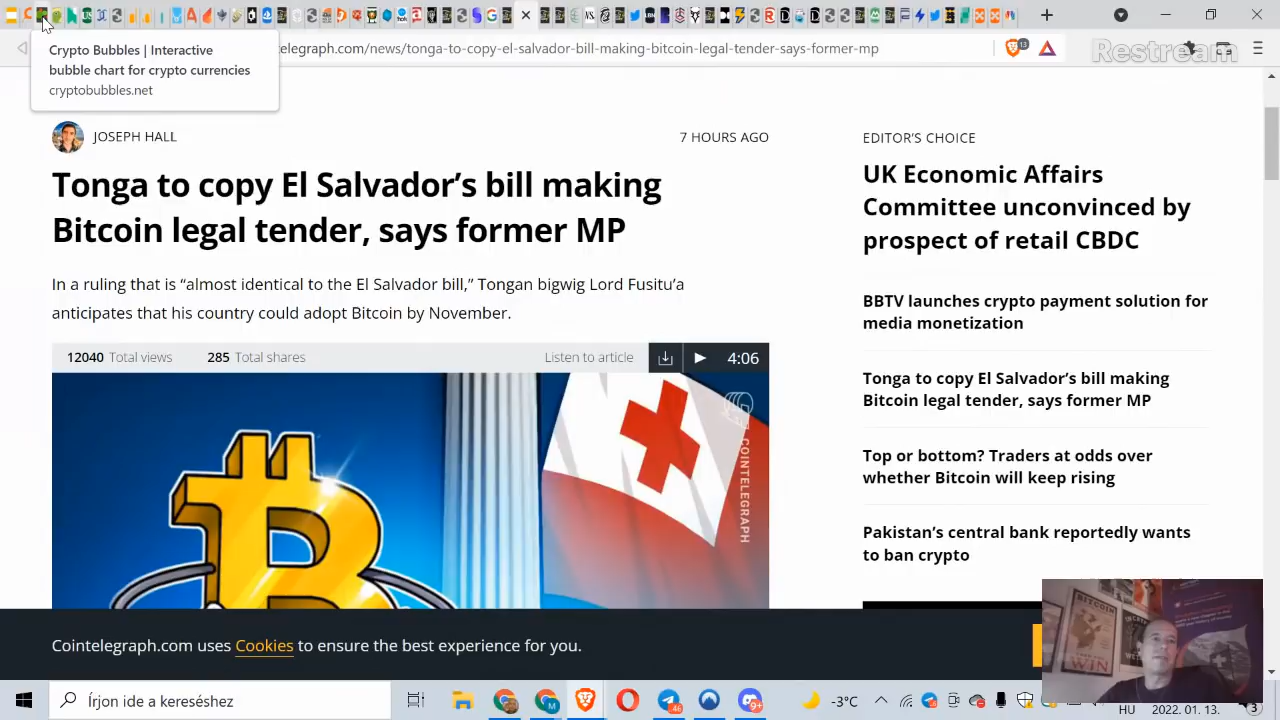 Crypto Bubbles | Interactive
bubble chart for crypto currencies
cryptobubbles.net
telegraph.com/news/tonga-to-copy-el-salvador-bill-making-bitcoin-legal-tender-says-former-mp
13
Restream
JOSEPH HALL
7 HOURS AGO
Tonga to copy El Salvador’s bill making
Bitcoin legal tender, says former MP
In a ruling that is “almost identical to the El Salvador bill,” Tongan bigwig Lord Fusitu’a
anticipates that his country could adopt Bitcoin by November.
12040 Total views
285 Total shares
Listen to article
4:06
COINTELEGRAPH
EDITOR’S CHOICE
UK Economic Affairs
Committee unconvinced by
prospect of retail CBDC
BBTV launches crypto payment solution for
media monetization
Tonga to copy El Salvador’s bill making
Bitcoin legal tender, says former MP
Top or bottom? Traders at odds over
whether Bitcoin will keep rising
Pakistan’s central bank reportedly wants
to ban crypto
BITCOIN
WIN
Cointelegraph.com uses Cookies to ensure the best experience for you.
Írjon ide a kereséshez
46
9+
-3°C
HU
2022. 01. 13.
3